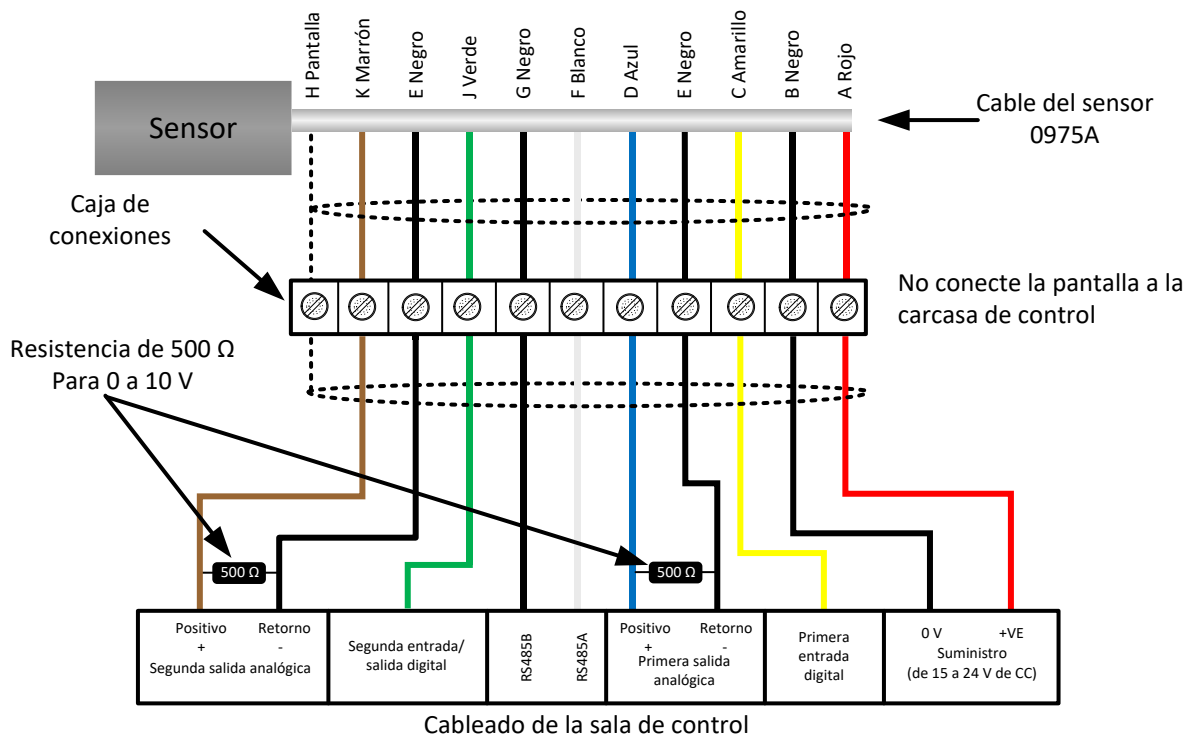 H Pantalla
K Marrón
E Negro
J Verde
G Negro
F Blanco
D Azul
E Negro
C Amarillo
B Negro
A Rojo
Sensor
Cable del sensor
0975A
Caja de
conexiones
No conecte la pantalla a la
carcasa de control
Resistencia de 500 Ω
Para 0 a 10 V
500 Ω
500 Ω
Positivo
+
Retorno
-
Segunda salida analógica
Segunda entrada/
salida digital
RS485B
RS485A
Positivo
+
Retorno
-
Primera salida
analógica
Primera
entrada
digital
0 V
+VE
Suministro
(de 15 a 24 V de CC)
Cableado de la sala de control